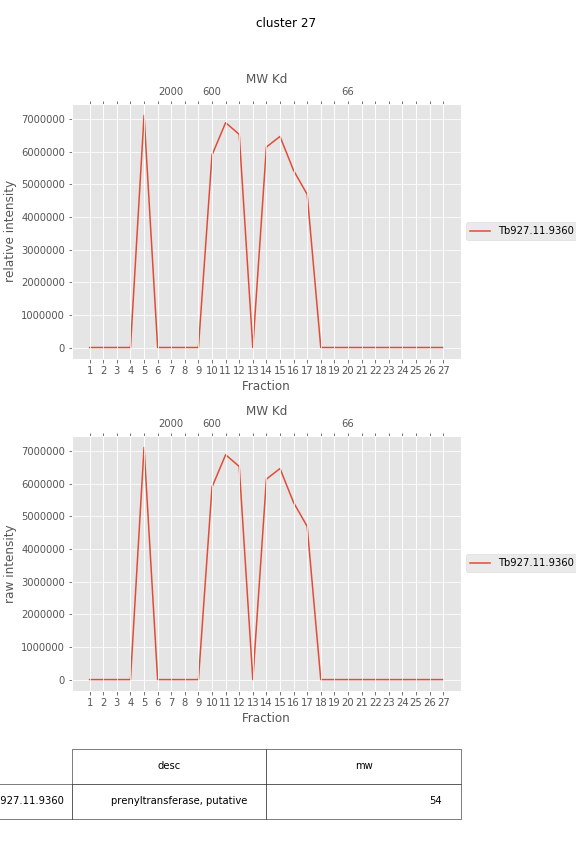 cluster 27
MW Kd
2000 600 66
7000000
6000000
5000000
4000000
3000000
2000000
1000000
0
relative intensity
Tb927.11.9360
1 2 3 4 5 6 7 8 9 10 11 12 13 14 15 16 17 18 19 20 21 22 23 24 25 26 27
Fraction
MW Kd
2000 600 66
7000000
6000000
5000000
4000000
3000000
2000000
1000000
0
raw intensity
Tb927.11.9360
1 2 3 4 5 6 7 8 9 10 11 12 13 14 15 16 17 18 19 20 21 22 23 24 25 26 27
Fraction
desc mw
927.11.9360 prenyltransferase, putative 54